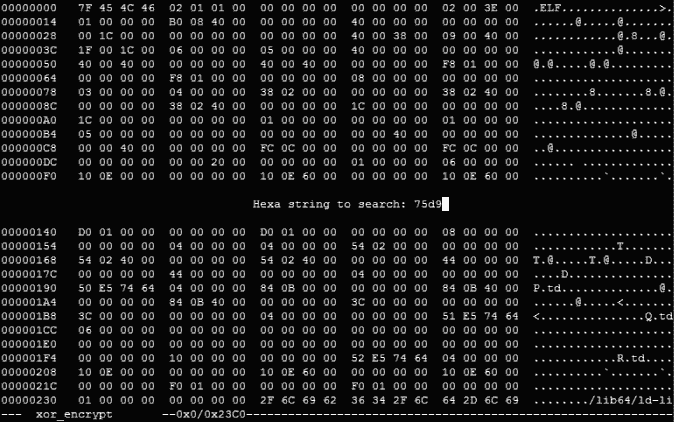 00000000 7F 45 4C 46 02 01 01 00 00 00 00 00 00 00 00 00 02 00 3E 00 .ELF..............>.
00000014 01 00 00 00 B0 08 40 00 00 00 00 00 40 00 00 00 00 00 00 00 ......@.....@.......
00000028 00 1C 00 00 00 00 00 00 00 00 00 00 40 00 38 00 09 00 40 00 ............@.8...@.
0000003C 1F 00 1C 00 06 00 00 00 05 00 00 00 40 00 00 00 00 00 00 00 ............@.......
00000050 40 00 40 00 00 00 00 00 40 00 40 00 00 00 00 00 F8 01 00 00 @.@.....@.@.........
00000064 00 00 00 00 F8 01 00 00 00 00 00 00 08 00 00 00 00 00 00 00 ....................
00000078 03 00 00 00 04 00 00 00 38 02 00 00 00 00 00 00 38 02 40 00 ........8.......8.@.
0000008C 00 00 00 00 38 02 40 00 00 00 00 00 1C 00 00 00 00 00 00 00 ....8.@.............
000000A0 1C 00 00 00 00 00 00 00 01 00 00 00 00 00 00 00 01 00 00 00 ....................
000000B4 05 00 00 00 00 00 00 00 00 00 00 00 00 00 40 00 00 00 00 00 ..............@.....
000000C8 00 00 40 00 00 00 00 00 FC 0C 00 00 00 00 00 00 FC 0C 00 00 ..@.................
000000DC 00 00 00 00 00 00 20 00 00 00 00 00 01 00 00 00 06 00 00 00 ...... .............
000000F0 10 0E 00 00 00 00 00 00 10 0E 60 00 00 00 00 00 10 0E 60 00 ..........`.......`.
Hexa string to search: 75d9
00000140 D0 01 00 00 00 00 00 00 D0 01 00 00 00 00 00 00 08 00 00 00 ....................
00000154 00 00 00 00 04 00 00 00 04 00 00 00 54 02 00 00 00 00 00 00 ............T.......
00000168 54 02 40 00 00 00 00 00 54 02 40 00 00 00 00 00 44 00 00 00 T.@.....T.@.....D...
0000017C 00 00 00 00 44 00 00 00 00 00 00 00 04 00 00 00 00 00 00 00 ....D...............
00000190 50 E5 74 64 04 00 00 00 84 0B 00 00 00 00 00 00 84 0B 40 00 P.td..............@.
000001A4 00 00 00 00 84 0B 40 00 00 00 00 00 3C 00 00 00 00 00 00 00 ......@.....<.......
000001B8 3C 00 00 00 00 00 00 00 04 00 00 00 00 00 00 00 51 E5 74 64 <...............Q.td
000001CC 06 00 00 00 00 00 00 00 00 00 00 00 00 00 00 00 00 00 00 00 ....................
000001E0 00 00 00 00 00 00 00 00 00 00 00 00 00 00 00 00 00 00 00 00 ....................
000001F4 00 00 00 00 10 00 00 00 00 00 00 00 52 E5 74 64 04 00 00 00 ............R.td....
00000208 10 0E 00 00 00 00 00 00 10 0E 60 00 00 00 00 00 10 0E 60 00 ..........`.......`.
0000021C 00 00 00 00 F0 01 00 00 00 00 00 00 F0 01 00 00 00 00 00 00 ....................
00000230 01 00 00 00 00 00 00 00 2F 6C 69 62 36 34 2F 6C 64 2D 6C 69 ......../lib64/ld-li
--- xor_encrypt --0x0/0x23C0--------------------